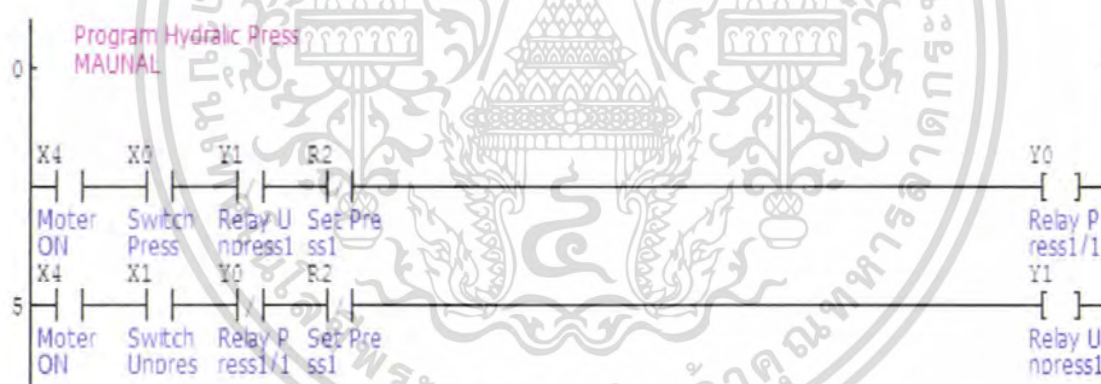 Program Hydralic Press
0 MAUNAL
X4 X0 Y1 R2 Y0
Moter Switch Relay U Set Pre Relay P
ON Press npress1 ss1 ress1/1
X4 X1 Y0 R2 Y1
5
Moter Switch Relay P Set Pre Relay U
ON Unpres ress1/1 ss1 npress1